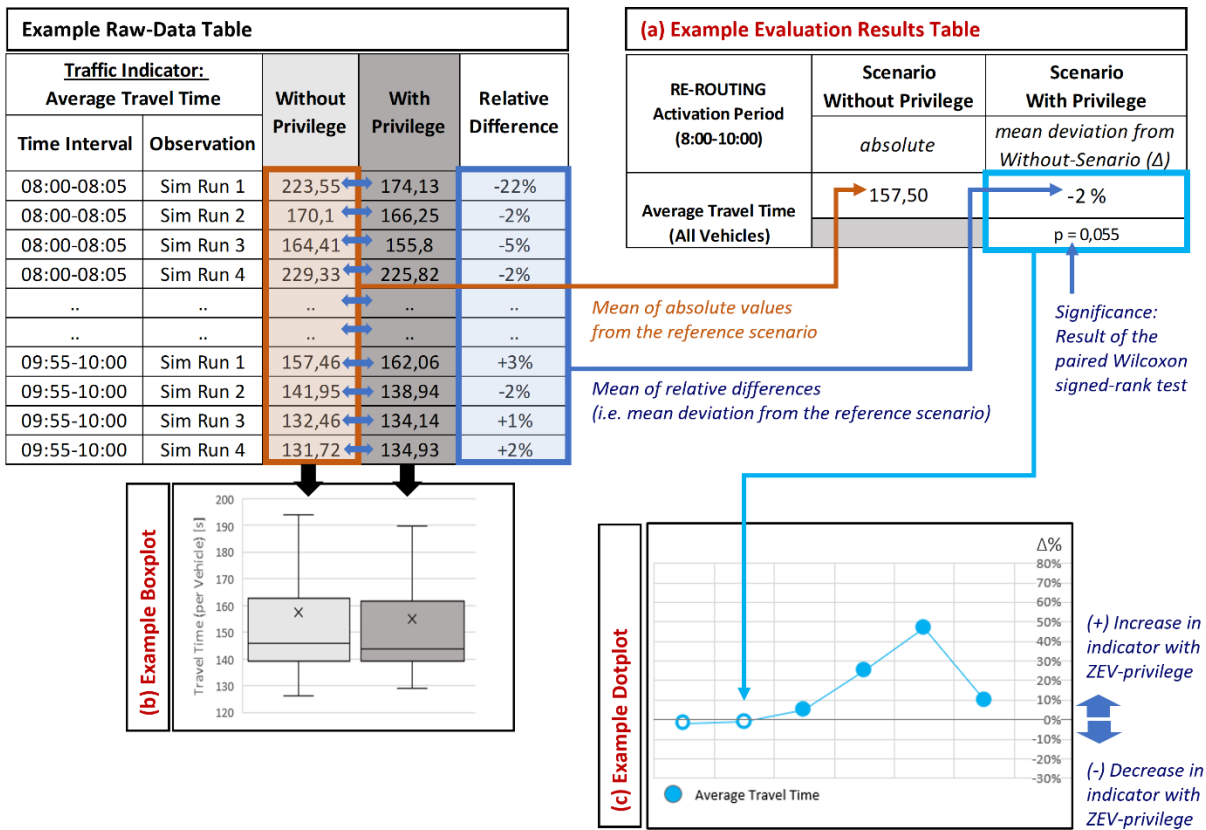 Example Raw-Data Table
Traffic Indicator:
Average Travel Time
Without
Privilege
With
Privilege
Relative
Difference
Time Interval Observation
08:00-08:05 Sim Run 1 223,55 174,13 -22%
08:00-08:05 Sim Run 2 170,1 166,25 -2%
08:00-08:05 Sim Run 3 164,41 155,8 -5%
08:00-08:05 Sim Run 4 229,33 225,82 -2%
.. .. .. .. ..
.. .. .. .. ..
09:55-10:00 Sim Run 1 157,46 162,06 +3%
09:55-10:00 Sim Run 2 141,95 138,94 -2%
09:55-10:00 Sim Run 3 132,46 134,14 +1%
09:55-10:00 Sim Run 4 131,72 134,93 +2%
(a) Example Evaluation Results Table
RE-ROUTING
Activation Period
(8:00-10:00)
Scenario
Without Privilege
Scenario
With Privilege
absolute
mean deviation from
Without-Senario (Δ)
Average Travel Time
(All Vehicles)
157,50
-2 %
p = 0,055
Mean of absolute values
from the reference scenario
Mean of relative differences
(i.e. mean deviation from the reference scenario)
Significance:
Result of the
paired Wilcoxon
signed-rank test
(b) Example Boxplot
Travel Time (per Vehicle) [s]
200
190
180
170
160
150
140
130
120
(c) Example Dotplot
Δ%
80%
70%
60%
50%
40%
30%
20%
10%
0%
-10%
-20%
-30%
Average Travel Time
(+) Increase in
indicator with
ZEV-privilege
(-) Decrease in
indicator with
ZEV-privilege